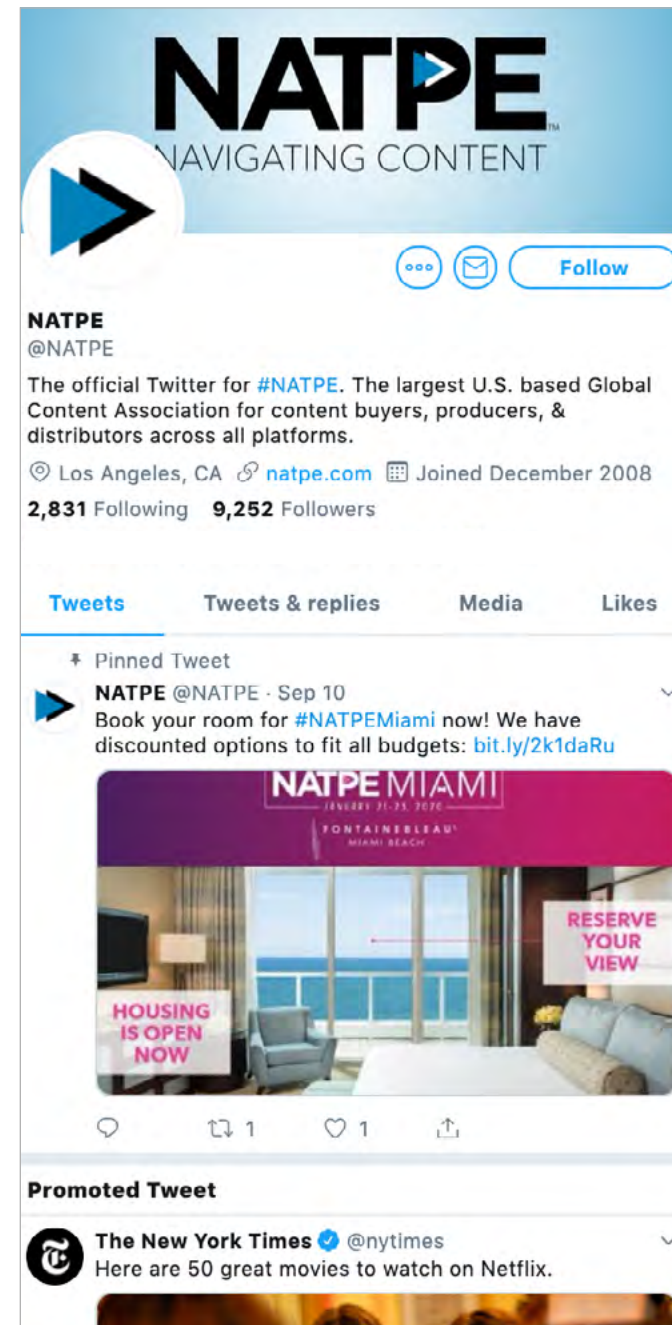 NATPE
TM
NAVIGATING CONTENT
Follow
NATPE
@NATPE
The official Twitter for #NATPE. The largest U.S. based Global
Content Association for content buyers, producers, &
distributors across all platforms.
Los Angeles, CA natpe.com Joined December 2008
2,831 Following 9,252 Followers
Tweets Tweets & replies Media Likes
Pinned Tweet
NATPE @NATPE · Sep 10
Book your room for #NATPEMiami now! We have
discounted options to fit all budgets: bit.ly/2k1daRu
NATPE MIAMI
JANUARY 21-23, 2020
FONTAINEBLEAU
MIAMI BEACH
RESERVE
YOUR
VIEW
HOUSING
IS OPEN
NOW
1 1
Promoted Tweet
The New York Times @nytimes
Here are 50 great movies to watch on Netflix.